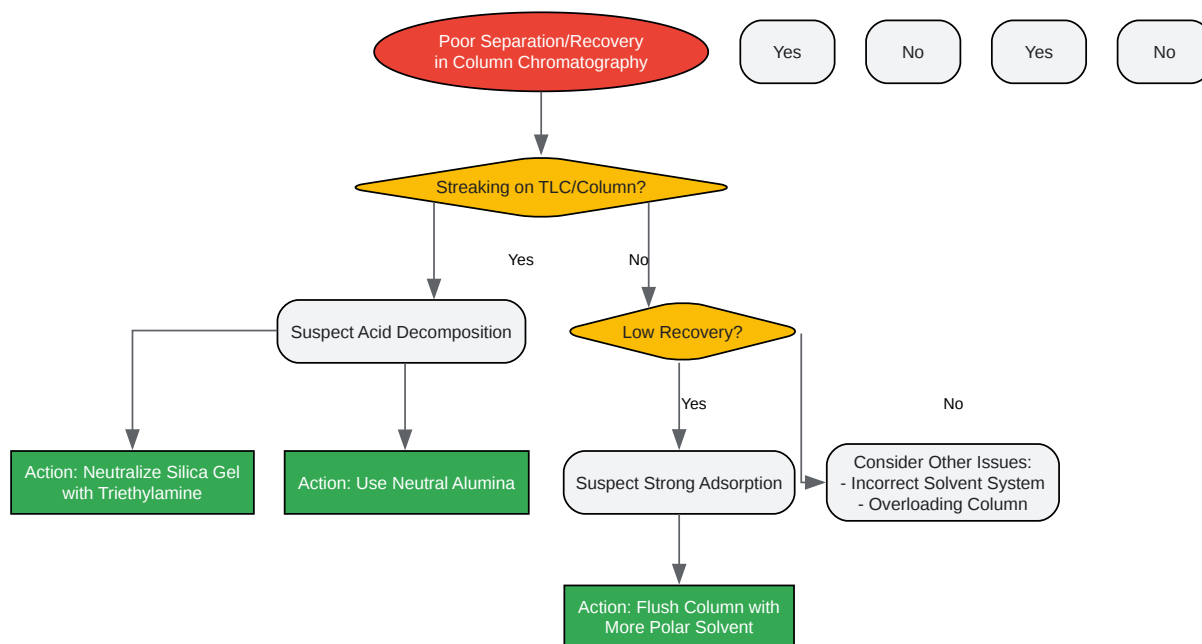 Poor Separation/Recovery
in Column Chromatography
Yes
No
Yes
No
Streaking on TLC/Column?
Yes
No
Suspect Acid Decomposition
Low Recovery?
Yes
No
Action: Neutralize Silica Gel
with Triethylamine
Action: Use Neutral Alumina
Suspect Strong Adsorption
Consider Other Issues:
- Incorrect Solvent System
- Overloading Column
Action: Flush Column with
More Polar Solvent